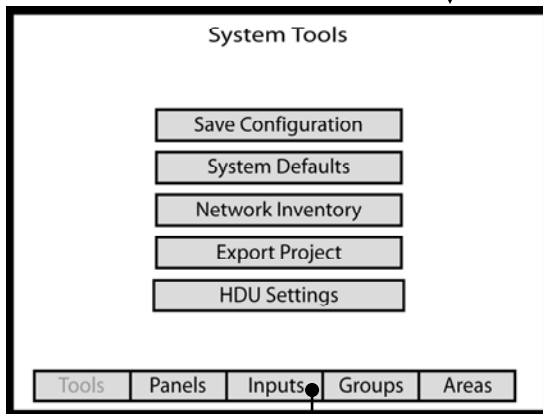 System Tools
Save Configuration
System Defaults
Network Inventory
Export Project
HDU Settings
Tools Panels Inputs Groups Areas